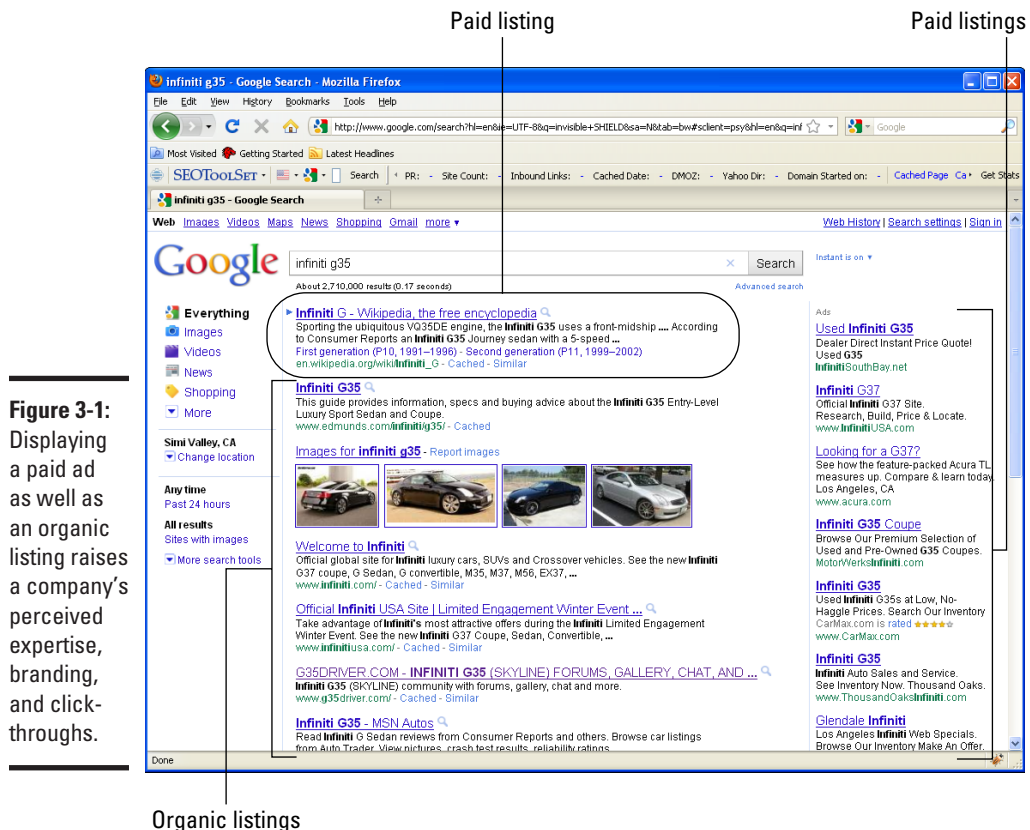 Paid listing
Paid listings
infiniti g35 - Google Search - Mozilla Firefox
File Edit View History Bookmarks Tools Help
http://www.google.com/search?hl=en&ie=UTF-8&q=invisible+SHIELD&sa=N&tab=bw#sclient=psy&hl=en&q=inf
Google
Most Visited Getting Started Latest Headlines
SEOToolSet Search PR: - Site Count: - Inbound Links: - Cached Date: - DMOZ: - Yahoo Dir: - Domain Started on: - Cached Page Ca Get Stats
infiniti g35 - Google Search
Web Images Videos Maps News Shopping Gmail more
Web History | Search settings | Sign in
Google
infiniti g35
Search
Instant is on
About 2,710,000 results (0.17 seconds)
Advanced search
Everything
Images
Videos
News
Shopping
More
Simi Valley, CA
Change location
Any time
Past 24 hours
All results
Sites with images
More search tools
Infiniti G - Wikipedia, the free encyclopedia
Sporting the ubiquitous VQ35DE engine, the Infiniti G35 uses a front-midship .... According
to Consumer Reports an Infiniti G35 Journey sedan with a 5-speed ...
First generation (P10, 1991–1996) - Second generation (P11, 1999–2002)
en.wikipedia.org/wiki/Infiniti_G - Cached - Similar
Infiniti G35
This guide provides information, specs and buying advice about the Infiniti G35 Entry-Level
Luxury Sport Sedan and Coupe.
www.edmunds.com/infiniti/g35/ - Cached
Images for infiniti g35 - Report images
Welcome to Infiniti
Official global site for Infiniti luxury cars, SUVs and Crossover vehicles. See the new Infiniti
G37 coupe, G Sedan, G convertible, M35, M37, M56, EX37, ...
www.infiniti.com/ - Cached - Similar
Official Infiniti USA Site | Limited Engagement Winter Event ...
Take advantage of Infiniti's most attractive offers during the Infiniti Limited Engagement
Winter Event. See the new Infiniti G37 Coupe, Sedan, Convertible, ...
www.infinitiusa.com/ - Cached - Similar
G35DRIVER.COM - INFINITI G35 (SKYLINE) FORUMS, GALLERY, CHAT, AND ...
Infiniti G35 (SKYLINE) community with forums, gallery, chat and more.
www.g35driver.com/ - Cached - Similar
Infiniti G35 - MSN Autos
Read Infiniti G Sedan reviews from Consumer Reports and others. Browse car listings
from Auto Trader. View pictures, crash test results, reliability ratings
Ads
Used Infiniti G35
Dealer Direct Instant Price Quote!
Used G35
InfinitiSouthBay.net
Infiniti G37
Official Infiniti G37 Site.
Research, Build, Price & Locate.
www.InfinitiUSA.com
Looking for a G37?
See how the feature-packed Acura TL
measures up. Compare & learn today.
Los Angeles, CA
www.acura.com
Infiniti G35 Coupe
Browse Our Premium Selection of
Used and Pre-Owned G35 Coupes.
MotorWerksInfiniti.com
Infiniti G35
Used Infiniti G35s at Low, No-
Haggle Prices. Search Our Inventory
CarMax.com is rated
www.CarMax.com
Infiniti G35
Infiniti Auto Sales and Service.
See Inventory Now. Thousand Oaks.
www.ThousandOaksInfiniti.com
Glendale Infiniti
Los Angeles Infiniti Web Specials.
Browse Our Inventory Make An Offer.
Done
Figure 3-1:
Displaying
a paid ad
as well as
an organic
listing raises
a company's
perceived
expertise,
branding,
and click-
throughs.
Organic listings